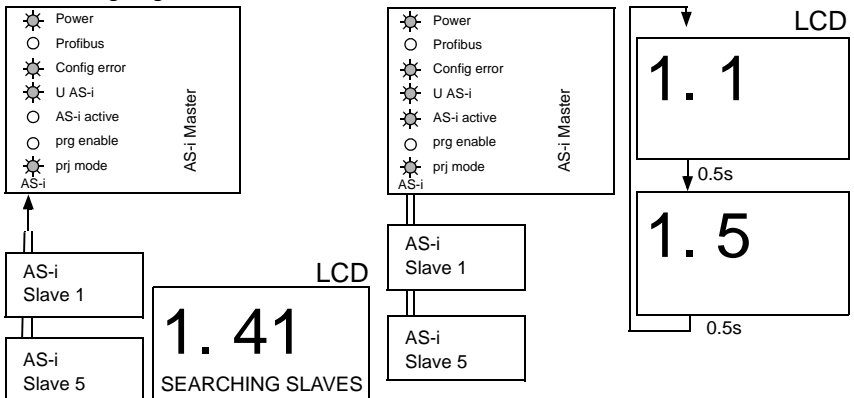 Power
Profibus
Config error
U AS-i
AS-i active
prg enable
prj mode
AS-i
AS-i Master
AS-i
Slave 1
AS-i
Slave 5
LCD
1. 41
SEARCHING SLAVES
Power
Profibus
Config error
U AS-i
AS-i active
prg enable
prj mode
AS-i
AS-i Master
AS-i
Slave 1
AS-i
Slave 5
LCD
1. 1
0.5s
1. 5
0.5s